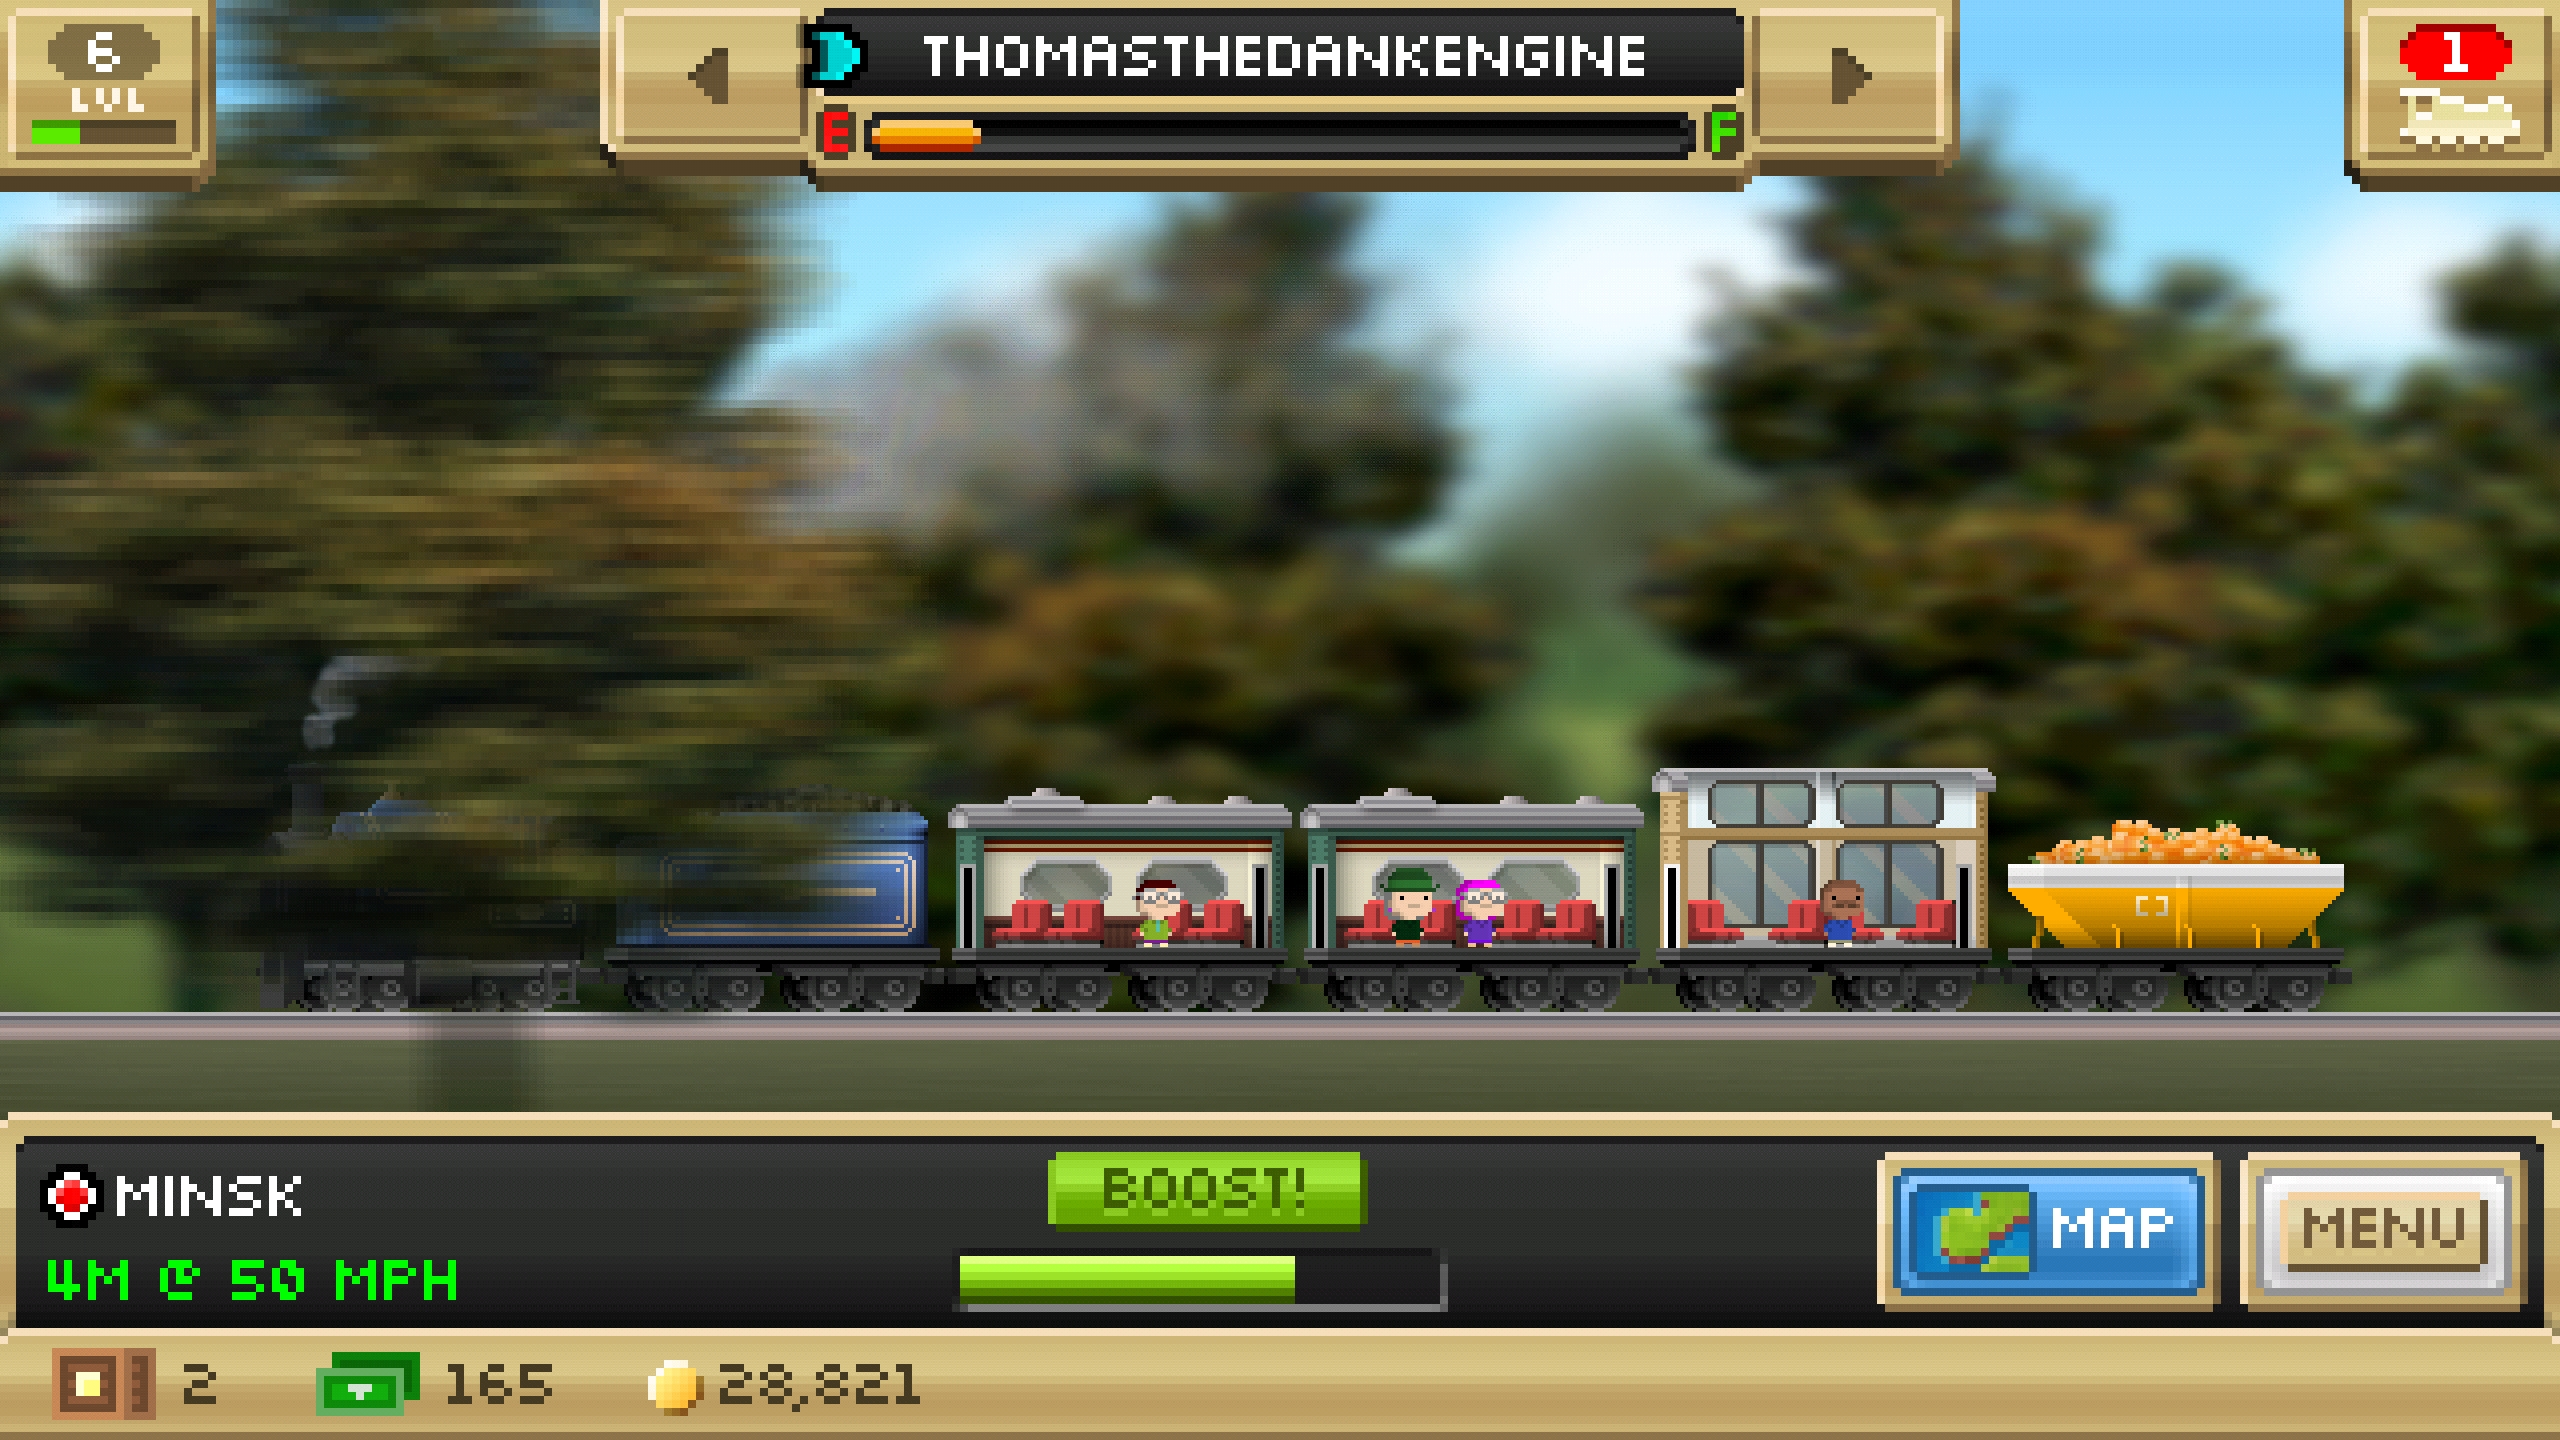 6
LVL
THOMASTHEDANKENGINE
E F
1
MINSK
4M @ 50 MPH
BOOST!
MAP
MENU
2 165 28,821